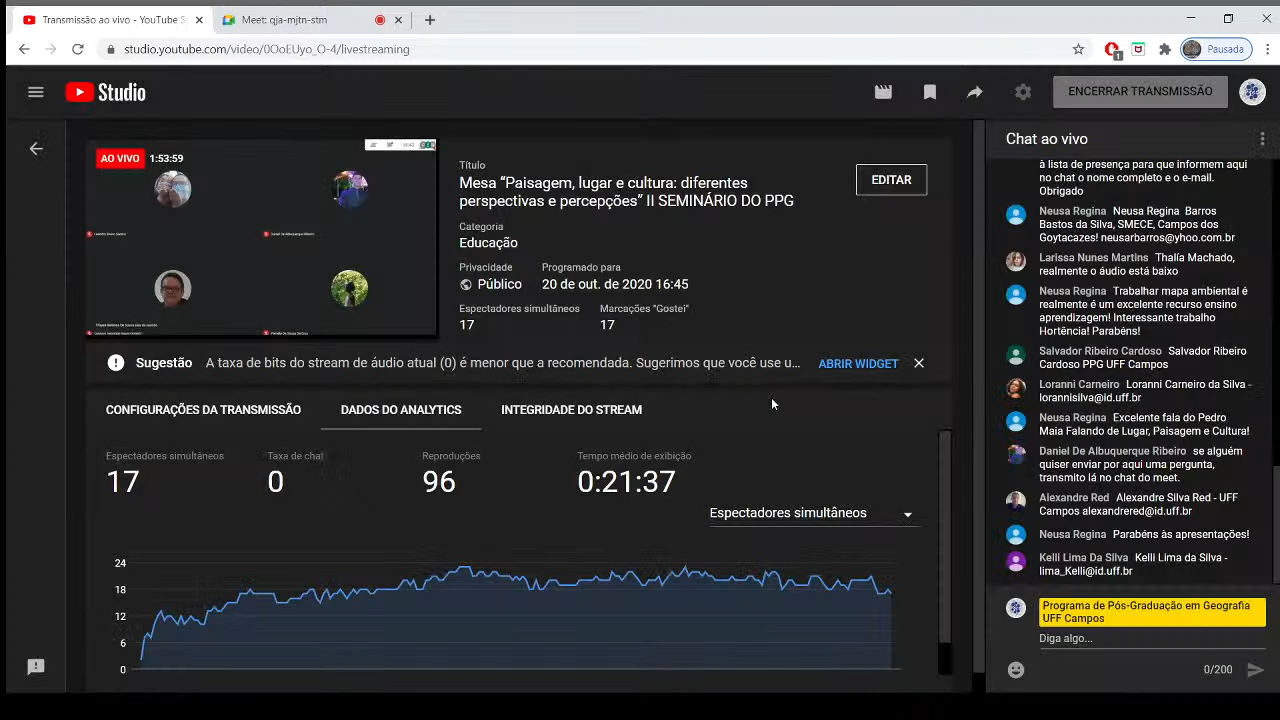 Transmissão ao vivo - YouTube S
Meet: qja-mjtn-stm
studio.youtube.com/video/0OoEUyo_O-4/livestreaming
1
Pausada
Studio
ENCERRAR TRANSMISSÃO
AO VIVO 1:53:59
Título
Mesa “Paisagem, lugar e cultura: diferentes
perspectivas e percepções” II SEMINÁRIO DO PPG
EDITAR
Categoria
Educação
Privacidade Programado para
Público 20 de out. de 2020 16:45
Espectadores simultâneos Marcações "Gostei"
17 17
Sugestão A taxa de bits do stream de áudio atual (0) é menor que a recomendada. Sugerimos que você use u... ABRIR WIDGET
CONFIGURAÇÕES DA TRANSMISSÃO DADOS DO ANALYTICS INTEGRIDADE DO STREAM
Espectadores simultâneos Taxa de chat Reproduções Tempo médio de exibição
17 0 96 0:21:37
Espectadores simultâneos
24
18
12
6
0
Chat ao vivo
à lista de presença para que informem aqui
no chat o nome completo e o e-mail.
Obrigado
Neusa Regina Neusa Regina Barros
Bastos da Silva, SMECE, Campos dos
Goytacazes! neusarbarros@yhoo.com.br
Larissa Nunes Martins Thalía Machado,
realmente o áudio está baixo
Neusa Regina Trabalhar mapa ambiental é
realmente é um excelente recurso ensino
aprendizagem! Interessante trabalho
Hortência! Parabéns!
Salvador Ribeiro Cardoso Salvador Ribeiro
Cardoso PPG UFF Campos
Loranni Carneiro Loranni Carneiro da Silva -
lorannisilva@id.uff.br
Neusa Regina Excelente fala do Pedro
Maia Falando de Lugar, Paisagem e Cultura!
Daniel De Albuquerque Ribeiro se alguém
quiser enviar por aqui uma pergunta,
transmito lá no chat do meet.
Alexandre Red Alexandre Silva Red - UFF
Campos alexandrered@id.uff.br
Neusa Regina Parabéns às apresentações!
Kelli Lima Da Silva Kelli Lima da Silva -
lima_Kelli@id.uff.br
Programa de Pós-Graduação em Geografia
UFF Campos
Diga algo...
0/200